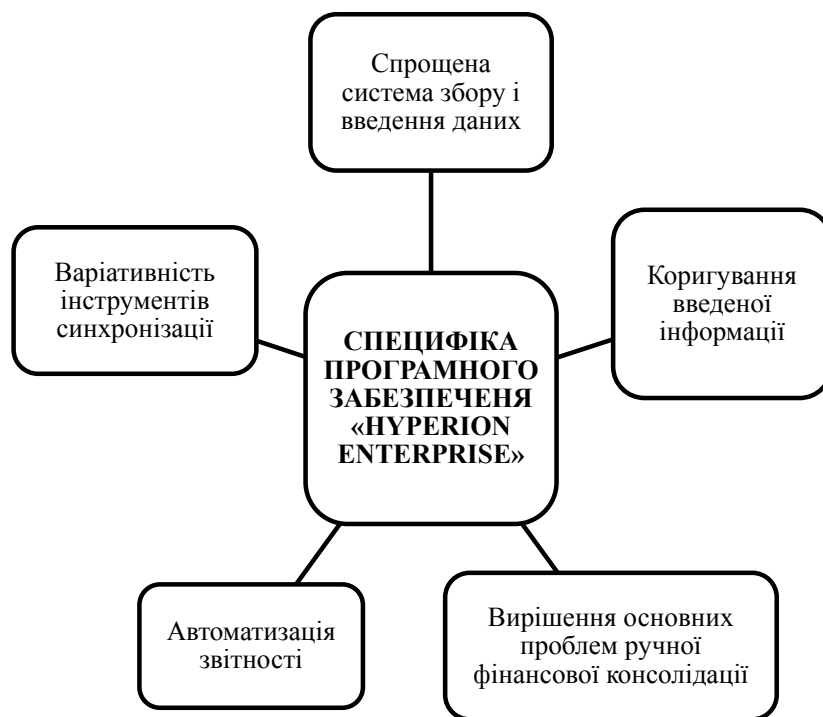 Спрощена
система збору і
введення даних
Варіативність
інструментів
синхронізації
Коригування
введеної
інформації
СПЕЦИФІКА
ПРОГРАМНОГО
ЗАБЕЗПЕЧЕНЯ
«HYPERION
ENTERPRISE»
Автоматизація
звітності
Вирішення основних
проблем ручної
фінансової консолідації